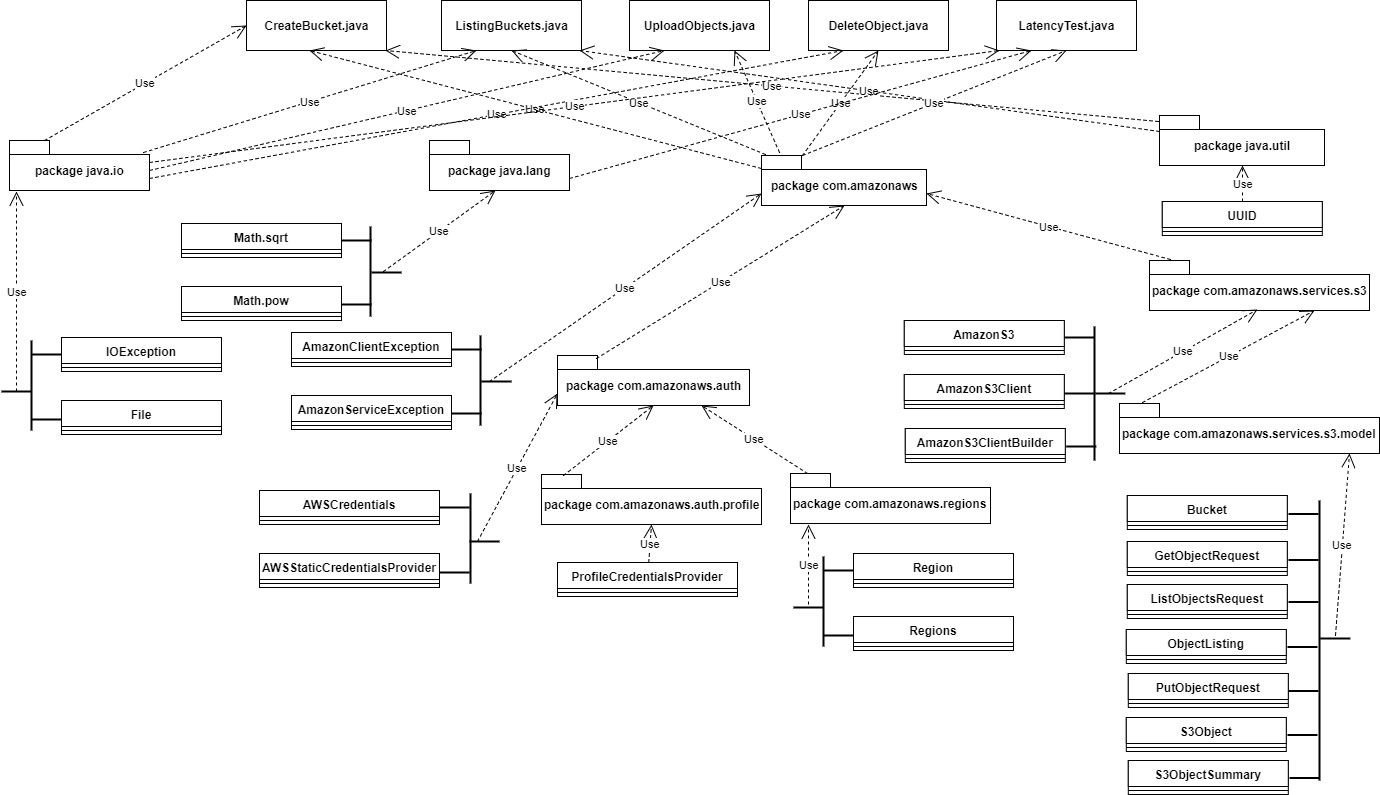 CreateBucket.java
ListingBuckets.java
UploadObjects.java
DeleteObject.java
LatencyTest.java
Use
Use
Use
Use
Use
Use
Use
Use
Use
Use
Use
Use
Use
Use
package java.io
package java.lang
package com.amazonaws
package java.util
Use
UUID
Math.sqrt
Math.pow
Use
Use
Use
Use
Use
package com.amazonaws.services.s3
IOException
File
AmazonClientException
AmazonServiceException
AmazonS3
AmazonS3Client
AmazonS3ClientBuilder
Use
Use
package com.amazonaws.auth
package com.amazonaws.services.s3.model
Use
Use
Use
AWSCredentials
AWSStaticCredentialsProvider
package com.amazonaws.auth.profile
package com.amazonaws.regions
Use
ProfileCredentialsProvider
Use
Region
Regions
Bucket
GetObjectRequest
ListObjectsRequest
ObjectListing
PutObjectRequest
S3Object
S3ObjectSummary
Use